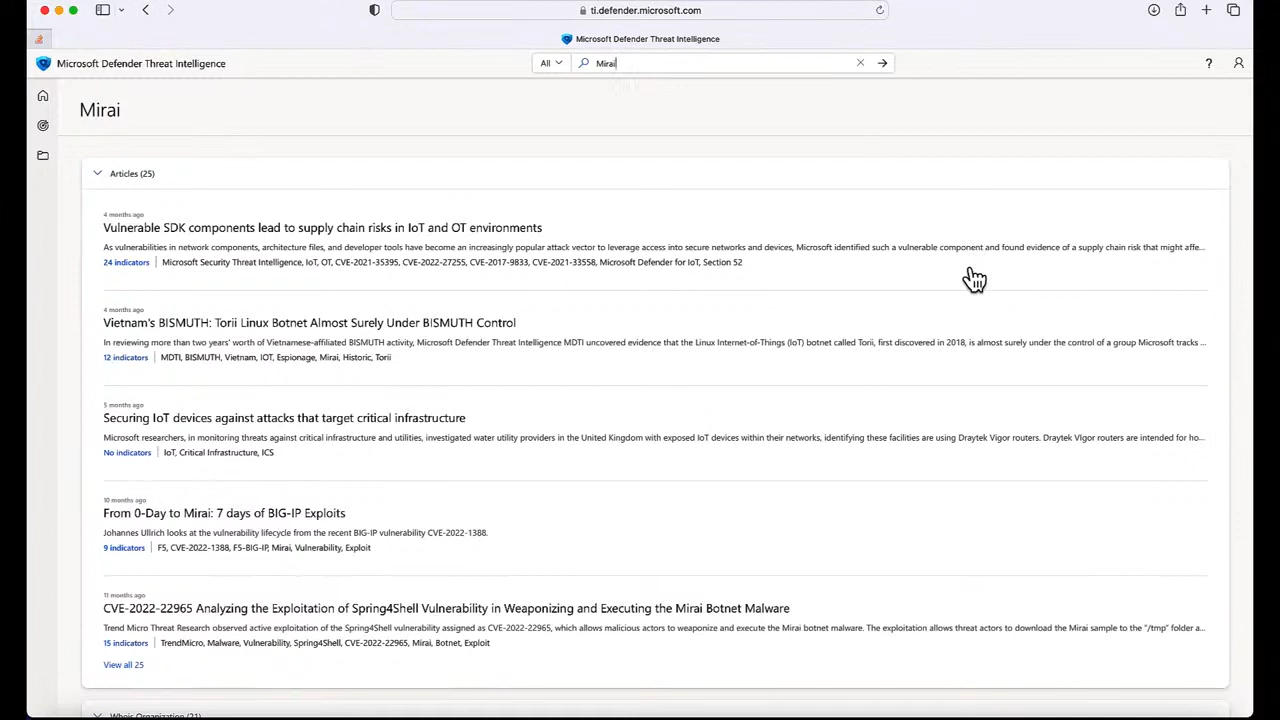 ti.defender.microsoft.com
Microsoft Defender Threat Intelligence
Microsoft Defender Threat Intelligence
All
Mirai
?
Mirai
Articles (25)
4 months ago
Vulnerable SDK components lead to supply chain risks in IoT and OT environments
As vulnerabilities in network components, architecture files, and developer tools have become an increasingly popular attack vector to leverage access into secure networks and devices, Microsoft identified such a vulnerable component and found evidence of a supply chain risk that might affe...
24 indicators | Microsoft Security Threat Intelligence, IoT, OT, CVE-2021-35395, CVE-2022-27255, CVE-2017-9833, CVE-2021-33558, Microsoft Defender for IoT, Section 52
4 months ago
Vietnam's BISMUTH: Torii Linux Botnet Almost Surely Under BISMUTH Control
In reviewing more than two years' worth of Vietnamese-affiliated BISMUTH activity, Microsoft Defender Threat Intelligence MDTI uncovered evidence that the Linux Internet-of-Things (IoT) botnet called Torii, first discovered in 2018, is almost surely under the control of a group Microsoft tracks ...
12 indicators | MDTI, BISMUTH, Vietnam, IOT, Espionage, Mirai, Historic, Torii
5 months ago
Securing IoT devices against attacks that target critical infrastructure
Microsoft researchers, in monitoring threats against critical infrastructure and utilities, investigated water utility providers in the United Kingdom with exposed IoT devices within their networks, identifying these facilities are using Draytek Vigor routers. Draytek VIgor routers are intended for ho...
No indicators | IoT, Critical Infrastructure, ICS
10 months ago
From 0-Day to Mirai: 7 days of BIG-IP Exploits
Johannes Ullrich looks at the vulnerability lifecycle from the recent BIG-IP vulnerability CVE-2022-1388.
9 indicators | F5, CVE-2022-1388, F5-BIG-IP, Mirai, Vulnerability, Exploit
11 months ago
CVE-2022-22965 Analyzing the Exploitation of Spring4Shell Vulnerability in Weaponizing and Executing the Mirai Botnet Malware
Trend Micro Threat Research observed active exploitation of the Spring4Shell vulnerability assigned as CVE-2022-22965, which allows malicious actors to weaponize and execute the Mirai botnet malware. The exploitation allows threat actors to download the Mirai sample to the "/tmp" folder a...
15 indicators | TrendMicro, Malware, Vulnerability, Spring4Shell, CVE-2022-22965, Mirai, Botnet, Exploit
View all 25
Whois Organization (21)